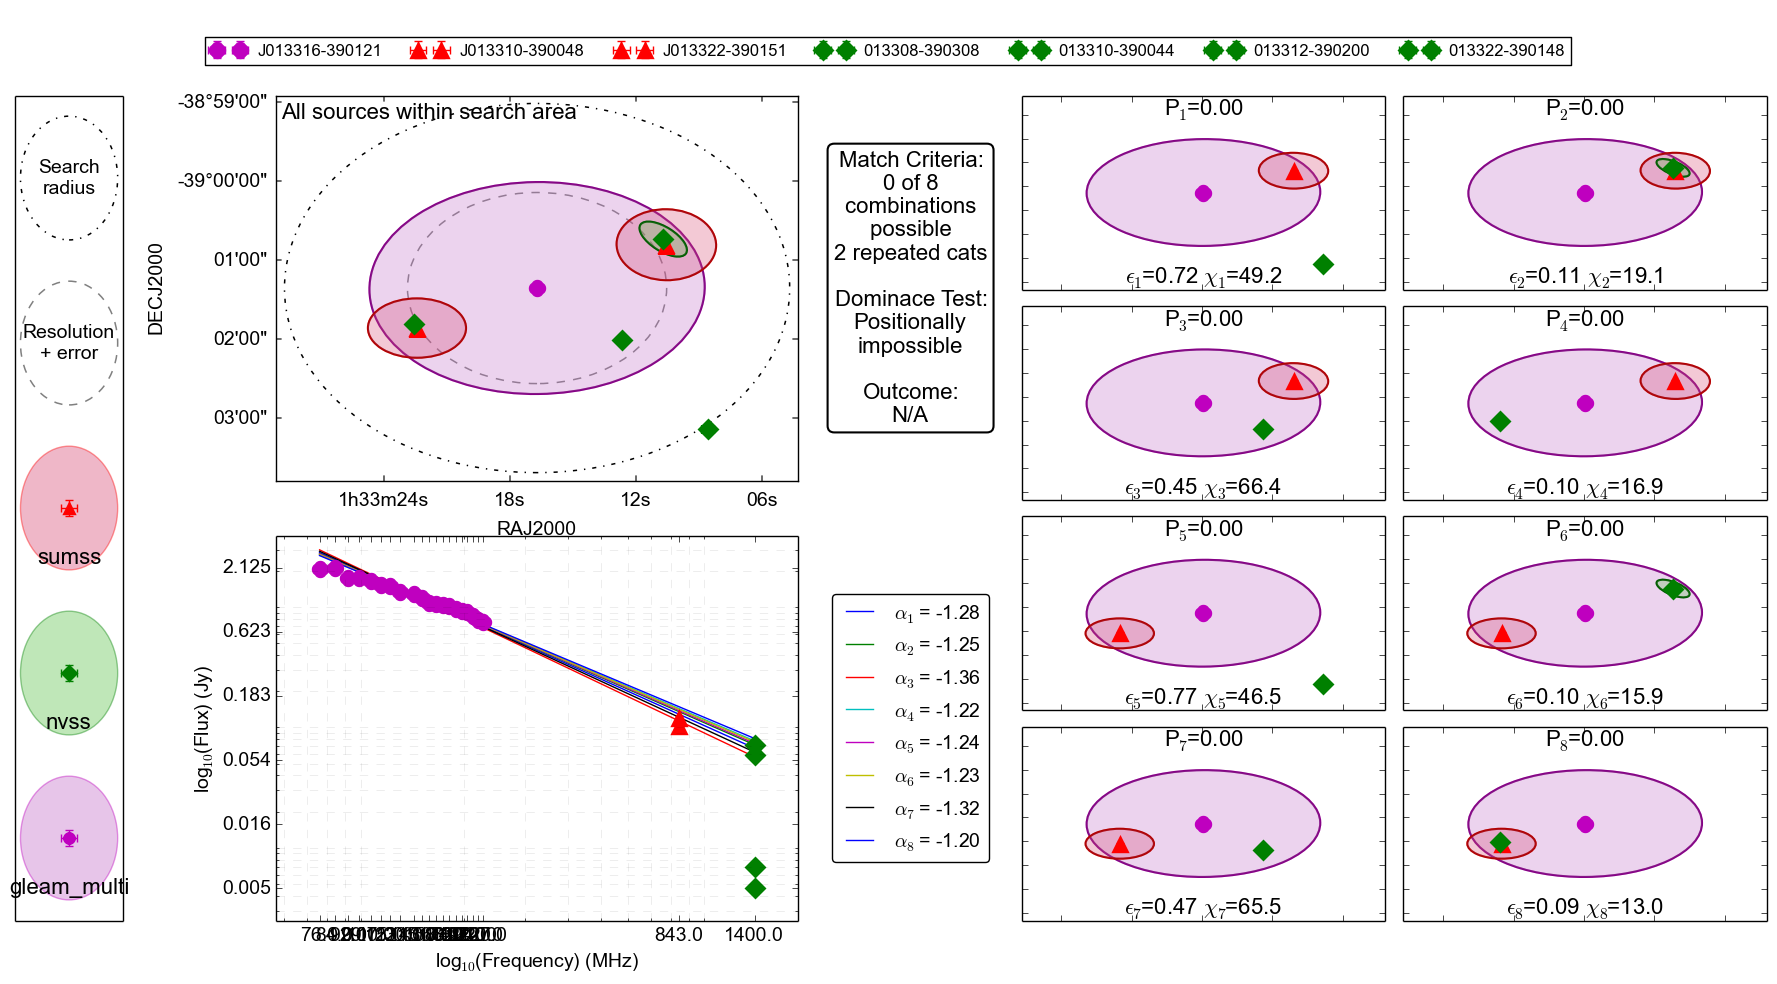 J013316-390121 J013310-390048 J013322-390151 013308-390308 013310-390044 013312-390200 013322-390148
Search
radius
Resolution
+ error
sumss
nvss
gleam_multi
All sources within search area
-38°59'00"
-39°00'00"
01'00"
02'00"
03'00"
DECJ2000
1h33m24s 18s 12s 06s
RAJ2000
2.125
0.623
0.183
0.054
0.016
0.005
log₁₀(Flux) (Jy)
843.0 1400.0
log₁₀(Frequency) (MHz)
Match Criteria:
0 of 8
combinations
possible
2 repeated cats
Dominace Test:
Positionally
impossible
Outcome:
N/A
α₁ = -1.28
α₂ = -1.25
α₃ = -1.36
α₄ = -1.22
α₅ = -1.24
α₆ = -1.23
α₇ = -1.32
α₈ = -1.20
P₁=0.00
ϵ₁=0.72 χ₁=49.2
P₂=0.00
ϵ₂=0.11 χ₂=19.1
P₃=0.00
ϵ₃=0.45 χ₃=66.4
P₄=0.00
ϵ₄=0.10 χ₄=16.9
P₅=0.00
ϵ₅=0.77 χ₅=46.5
P₆=0.00
ϵ₆=0.10 χ₆=15.9
P₇=0.00
ϵ₇=0.47 χ₇=65.5
P₈=0.00
ϵ₈=0.09 χ₈=13.0